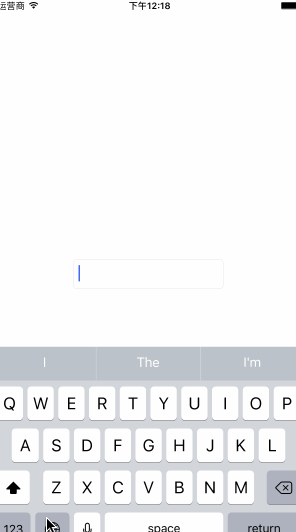 运营商 下午12:18
I The I'm
Q W E R T Y U I O P
A S D F G H J K L
Z X C V B N M
123 space return